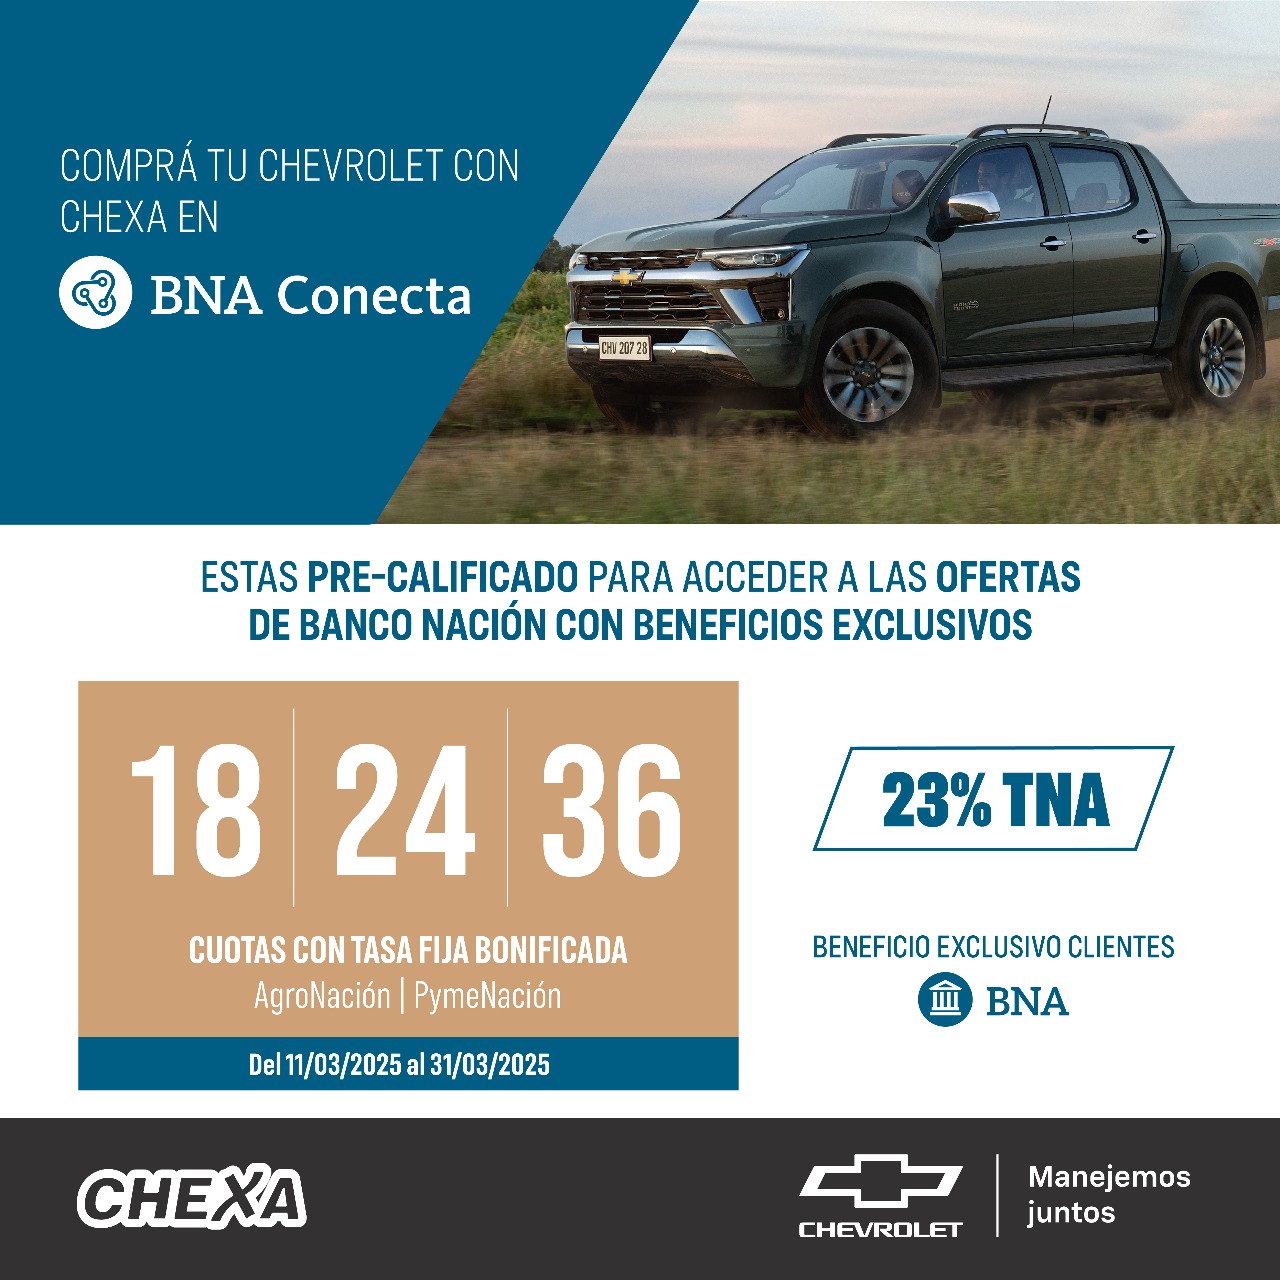 COMPRÁ TU CHEVROLET CON
CHEXA EN
BNA Conecta
CHV 207 28
ESTAS PRE-CALIFICADO PARA ACCEDER A LAS OFERTAS
DE BANCO NACIÓN CON BENEFICIOS EXCLUSIVOS
18 24 36
CUOTAS CON TASA FIJA BONIFICADA
AgroNación | PymeNación
Del 11/03/2025 al 31/03/2025
23% TNA
BENEFICIO EXCLUSIVO CLIENTES
BNA
CHEXA
CHEVROLET
Manejemos
juntos